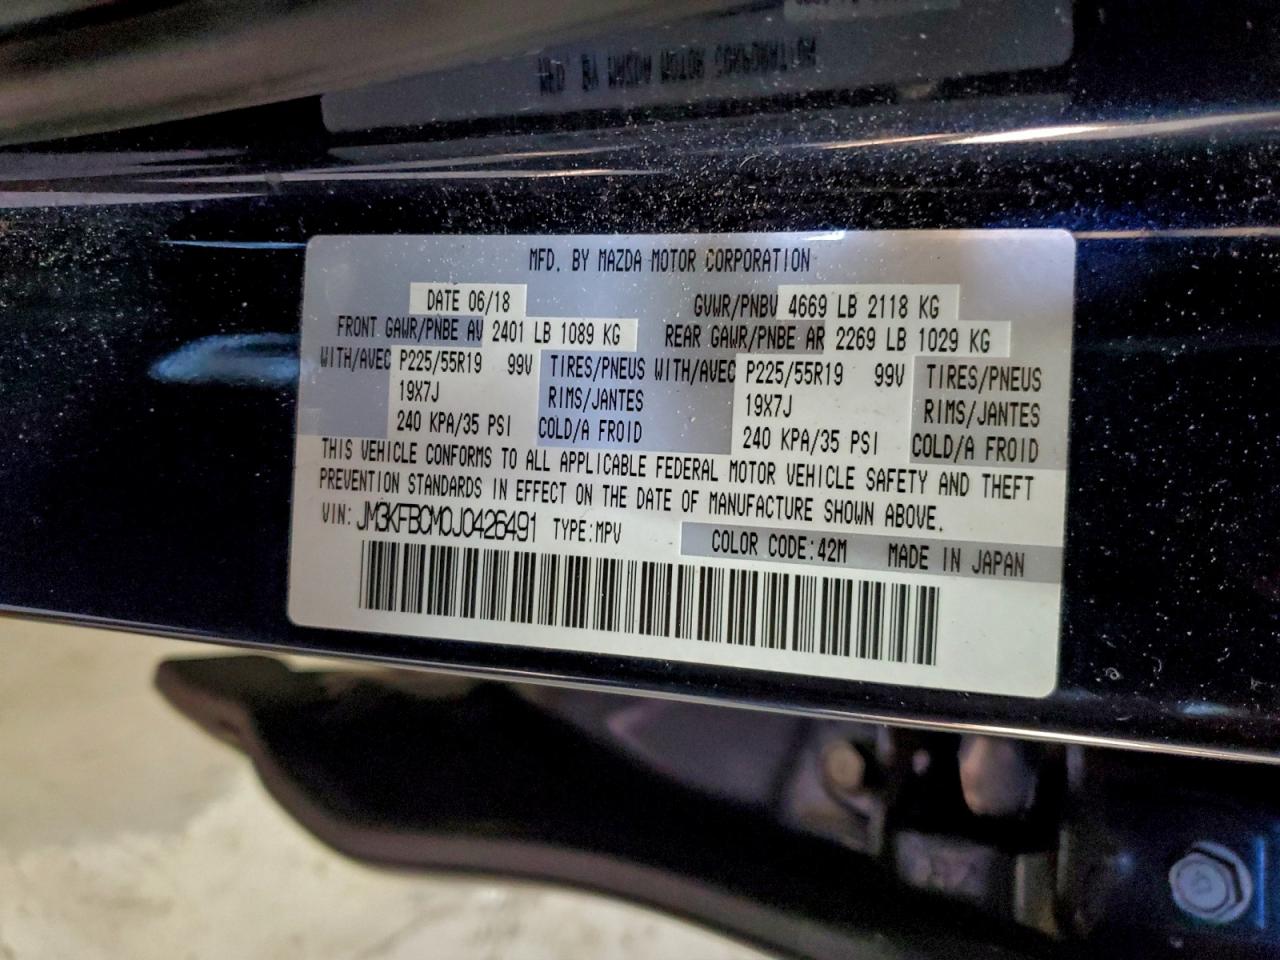 MFD. BY MAZDA MOTOR CORPORATION
DATE 06/18 GVWR/PNBV 4669 LB 2118 KG
FRONT GAWR/PNBE AV 2401 LB 1089 KG REAR GAWR/PNBE AR 2269 LB 1029 KG
WITH/AVEC P225/55R19 99V TIRES/PNEUS WITH/AVEC P225/55R19 99V TIRES/PNEUS
19X7J RIMS/JANTES 19X7J RIMS/JANTES
240 KPA/35 PSI COLD/A FROID 240 KPA/35 PSI COLD/A FROID
THIS VEHICLE CONFORMS TO ALL APPLICABLE FEDERAL MOTOR VEHICLE SAFETY AND THEFT
PREVENTION STANDARDS IN EFFECT ON THE DATE OF MANUFACTURE SHOWN ABOVE.
VIN: JM3KFBCM0J0426491 TYPE:MPV COLOR CODE:42M MADE IN JAPAN